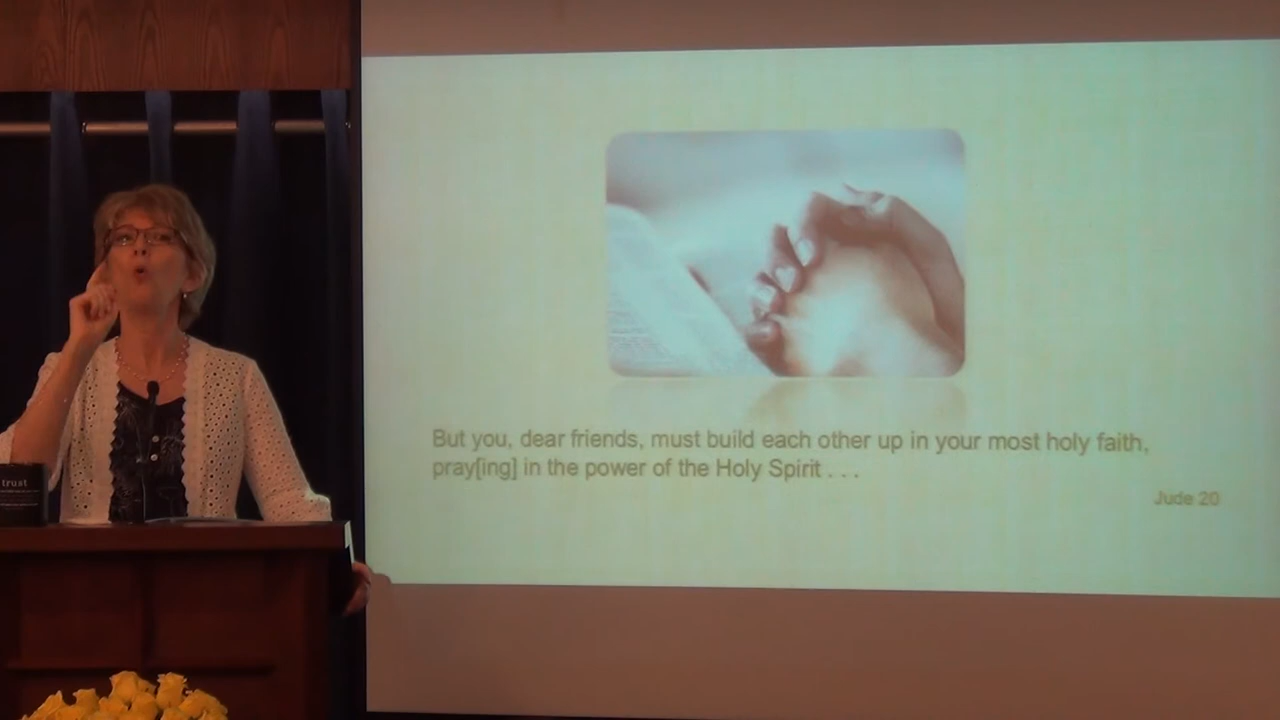 trust
But you, dear friends, must build each other up in your most holy faith,
pray[ing] in the power of the Holy Spirit . . .
Jude 20